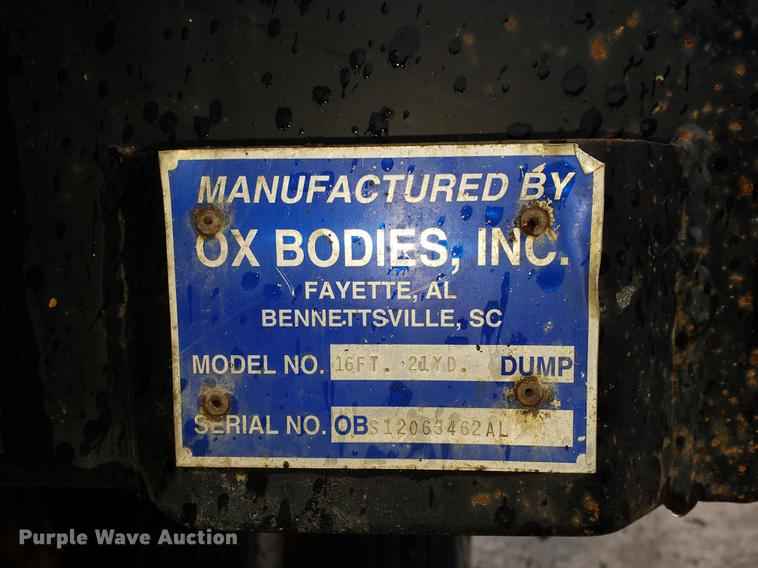 MANUFACTURED BY
OX BODIES, INC.
FAYETTE, AL
BENNETTSVILLE, SC
MODEL NO. 16FT. 21YD. DUMP
SERIAL NO. OBS12063462AL
Purple Wave Auction